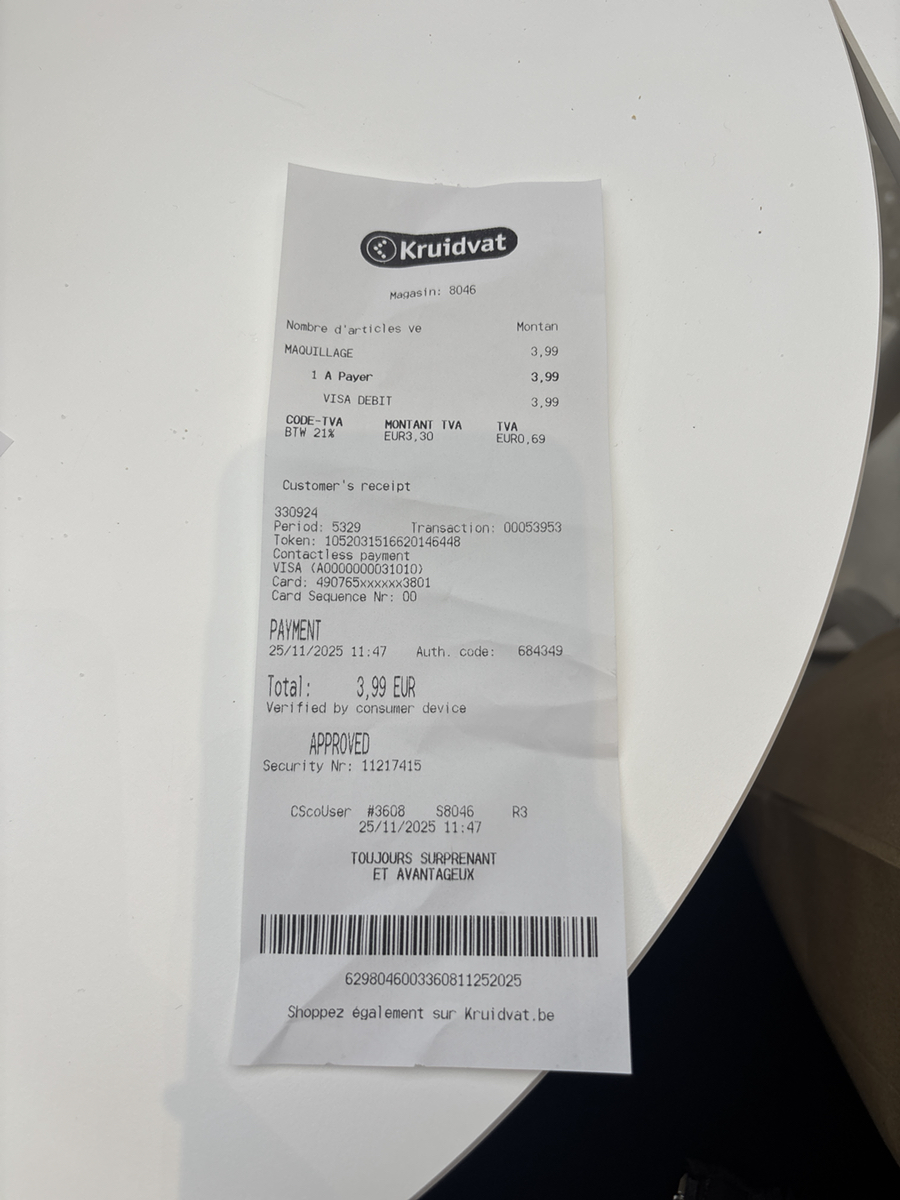 Kruidvat
Magasin: 8046
Nombre d'articles ve Montan
MAQUILLAGE 3,99
1 A Payer 3,99
VISA DEBIT 3,99
CODE-TVA MONTANT TVA TVA
BTW 21% EUR3,30 EUR0,69
Customer's receipt
330924
Period: 5329 Transaction: 00053953
Token: 1052031516620146448
Contactless payment
VISA (A0000000031010)
Card: 490765xxxxxx3801
Card Sequence Nr: 00
PAYMENT
25/11/2025 11:47 Auth. code: 684349
Total: 3,99 EUR
Verified by consumer device
APPROVED
Security Nr: 11217415
CScoUser #3608 S8046 R3
25/11/2025 11:47
TOUJOURS SURPRENANT
ET AVANTAGEUX
6298046003360811252025
Shoppez également sur Kruidvat.be